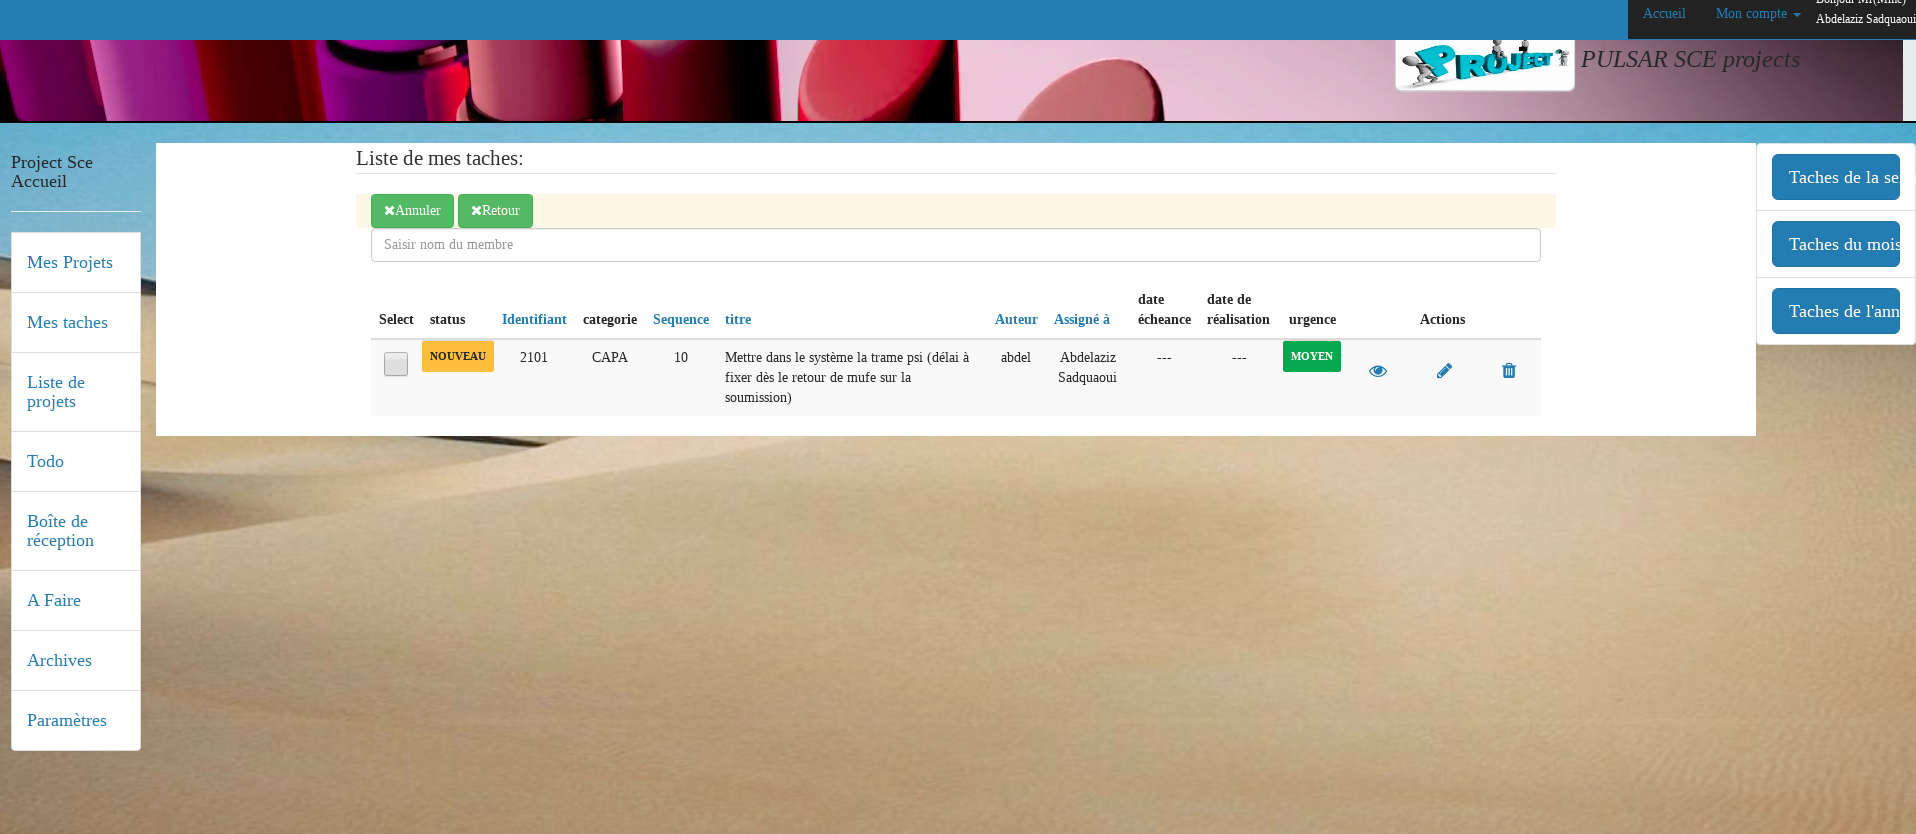 Accueil
Mon compte
Bonjour Mr(Mme)
Abdelaziz Sadquaoui
PROJECT
PULSAR SCE projects
Project Sce
Accueil
Mes Projets
Mes taches
Liste de
projets
Todo
Boîte de
réception
A Faire
Archives
Paramètres
Liste de mes taches:
Annuler
Retour
Saisir nom du membre
Select status Identifiant categorie Sequence titre Auteur Assigné à date écheance date de réalisation urgence Actions
NOUVEAU 2101 CAPA 10 Mettre dans le système la trame psi (délai à
fixer dès le retour de mufe sur la
soumission)
abdel
Abdelaziz
Sadquaoui
--- --- MOYEN
Taches de la se
Taches du mois
Taches de l'ann